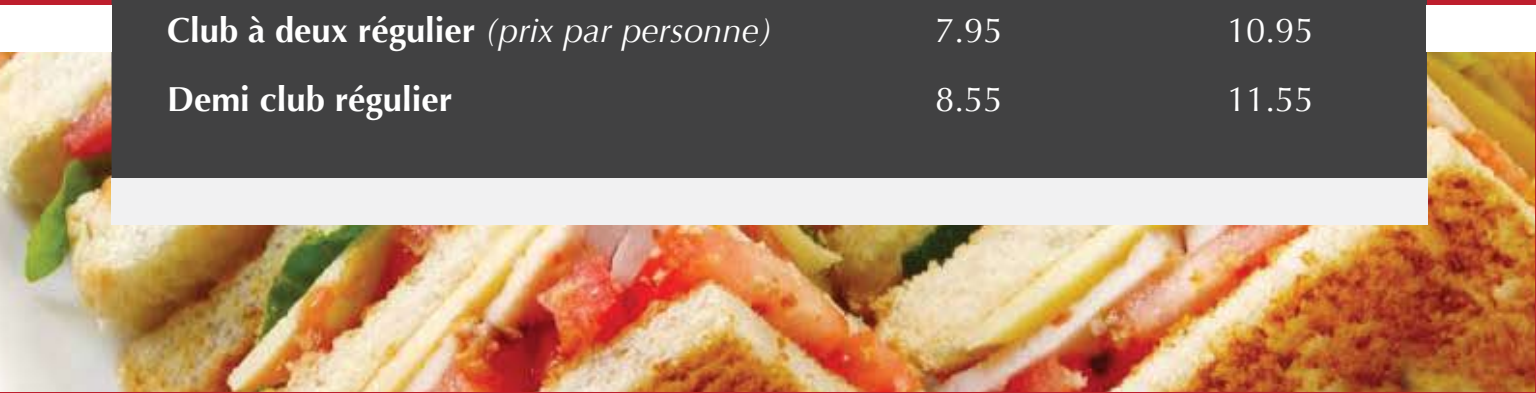 Club à deux régulier (prix par personne) 7.95 10.95
Demi club régulier 8.55 11.55